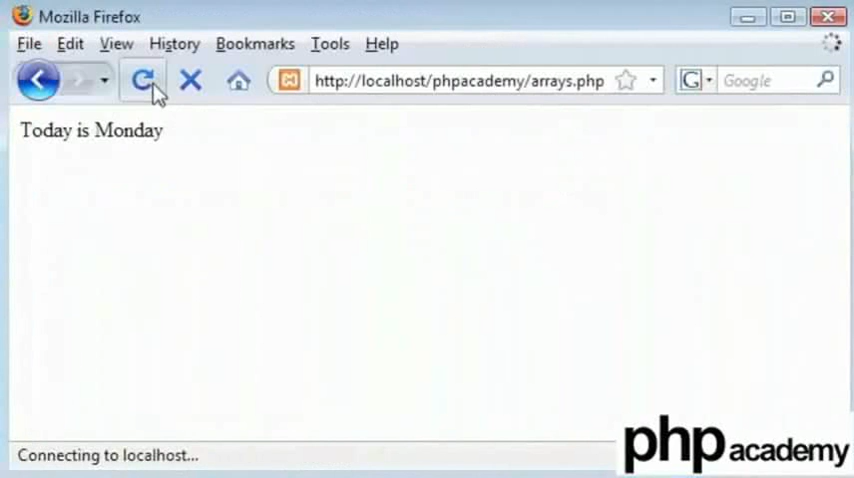 Mozilla Firefox
File Edit View History Bookmarks Tools Help
http://localhost/phpacademy/arrays.php G Google
Today is Monday
Connecting to localhost...
php academy